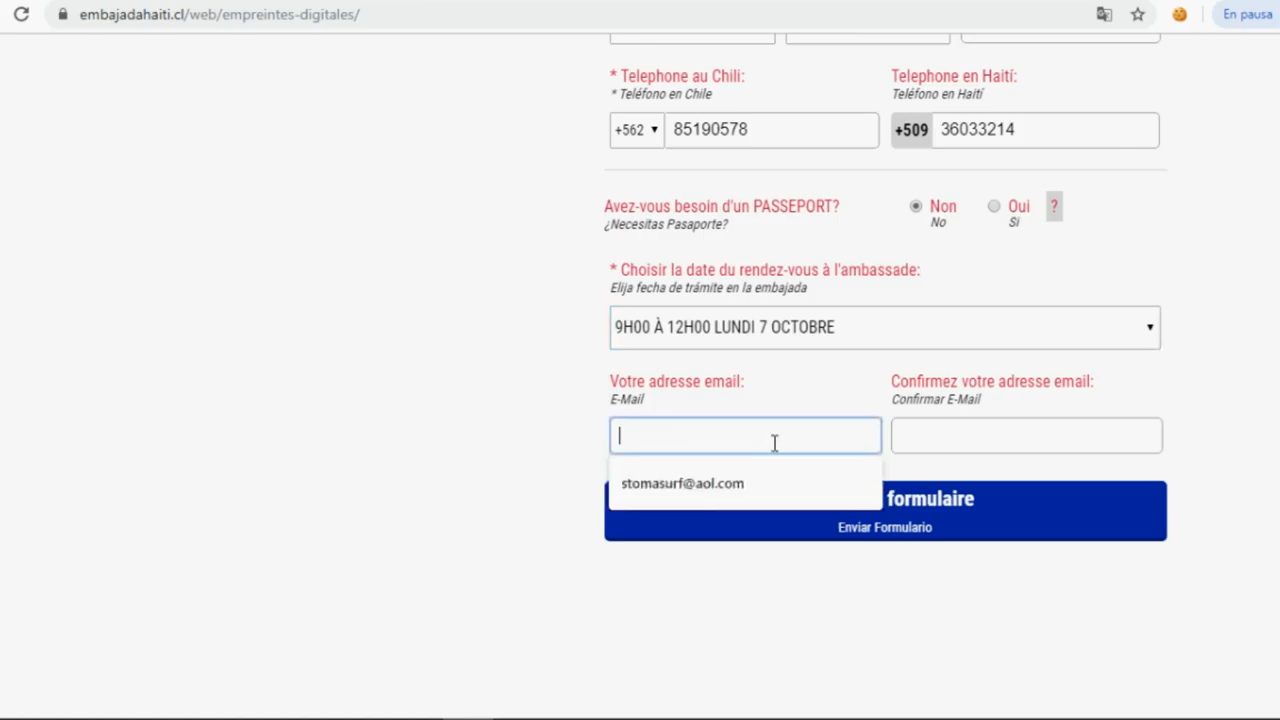 embajadahaiti.cl/web/empreintes-digitales/
En pausa
* Telephone au Chili:
* Teléfono en Chile
Telephone en Haití:
Teléfono en Haití
+562 85190578
+509 36033214
Avez-vous besoin d'un PASSEPORT?
¿Necesitas Pasaporte?
Non
No
Oui
Si
?
* Choisir la date du rendez-vous à l'ambassade:
Elija fecha de trámite en la embajada
9H00 À 12H00 LUNDI 7 OCTOBRE
Votre adresse email:
E-Mail
Confirmez votre adresse email:
Confirmar E-Mail
stomasurf@aol.com
formulaire
Enviar Formulario